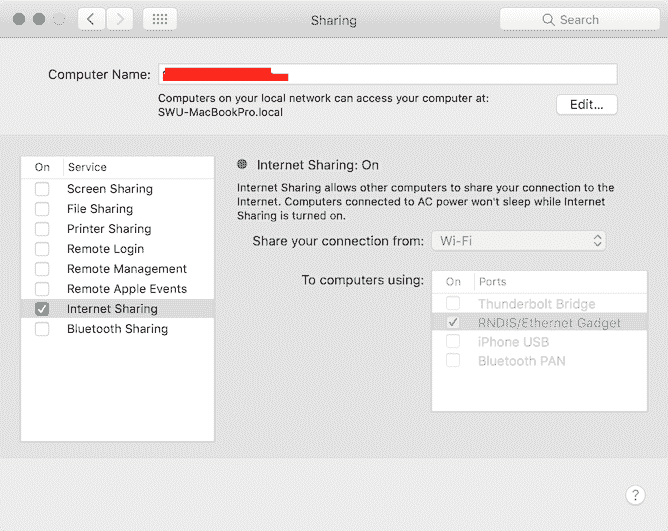 Sharing
Search
Computer Name:
Computers on your local network can access your computer at:
SWU-MacBookPro.local
Edit...
On Service
Screen Sharing
File Sharing
Printer Sharing
Remote Login
Remote Management
Remote Apple Events
Internet Sharing
Bluetooth Sharing
Internet Sharing: On
Internet Sharing allows other computers to share your connection to the
Internet. Computers connected to AC power won't sleep while Internet
Sharing is turned on.
Share your connection from: Wi-Fi
To computers using:
On Ports
Thunderbolt Bridge
RNDIS/Ethernet Gadget
iPhone USB
Bluetooth PAN
?